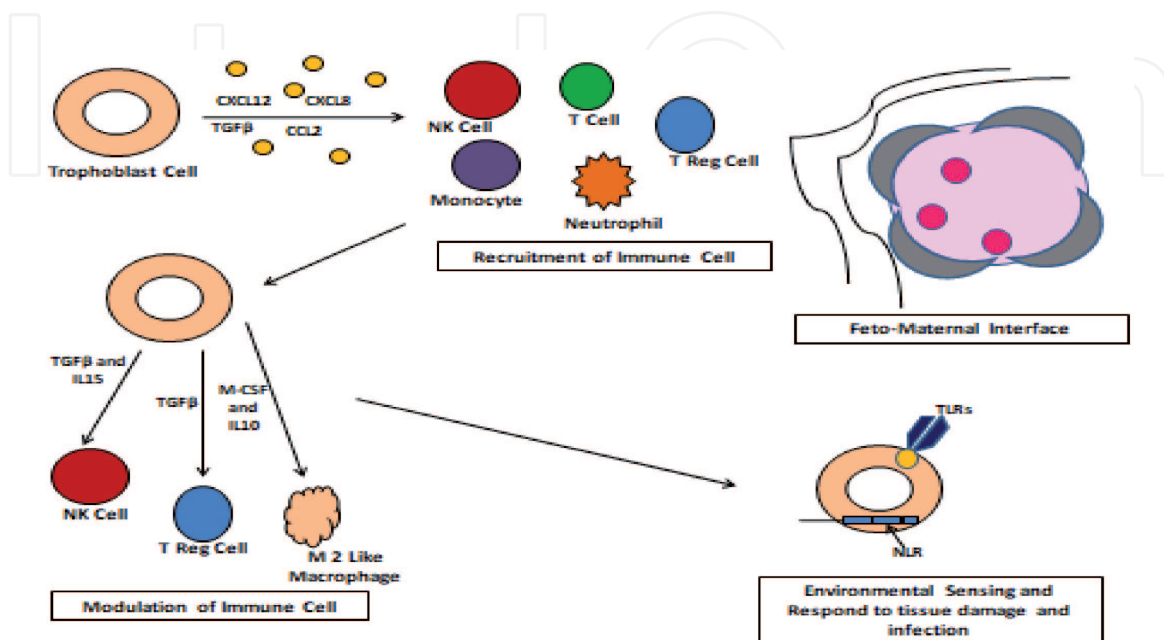 CXCL12 CXCL8
TGFβ CCL2
Trophoblast Cell
NK Cell
T Cell
T Reg Cell
Monocyte
Neutrophil
Recruitment of Immune Cell
Feto-Maternal Interface
TGFβ and
IL15
TGFβ
M-CSF
and
IL10
NK Cell
T Reg Cell
M 2 Like
Macrophage
Modulation of Immune Cell
TLRs
NLR
Environmental Sensing and
Respond to tissue damage and
infection